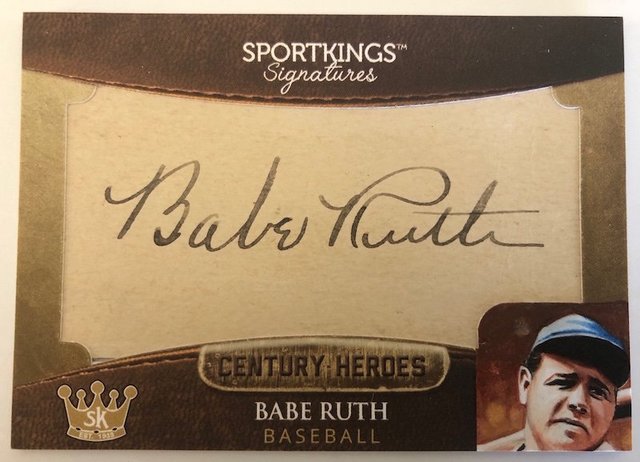 SPORTKINGS™
Signatures
Babe Ruth
CENTURY HEROES
BABE RUTH
BASEBALL
SK